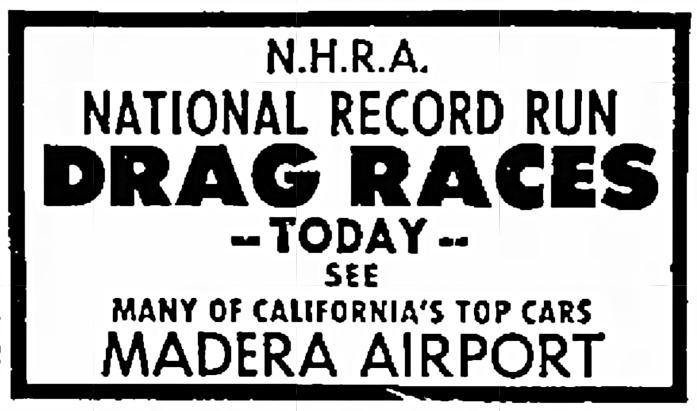 N.H.R.A.
NATIONAL RECORD RUN
DRAG RACES
-- TODAY --
SEE
MANY OF CALIFORNIA'S TOP CARS
MADERA AIRPORT